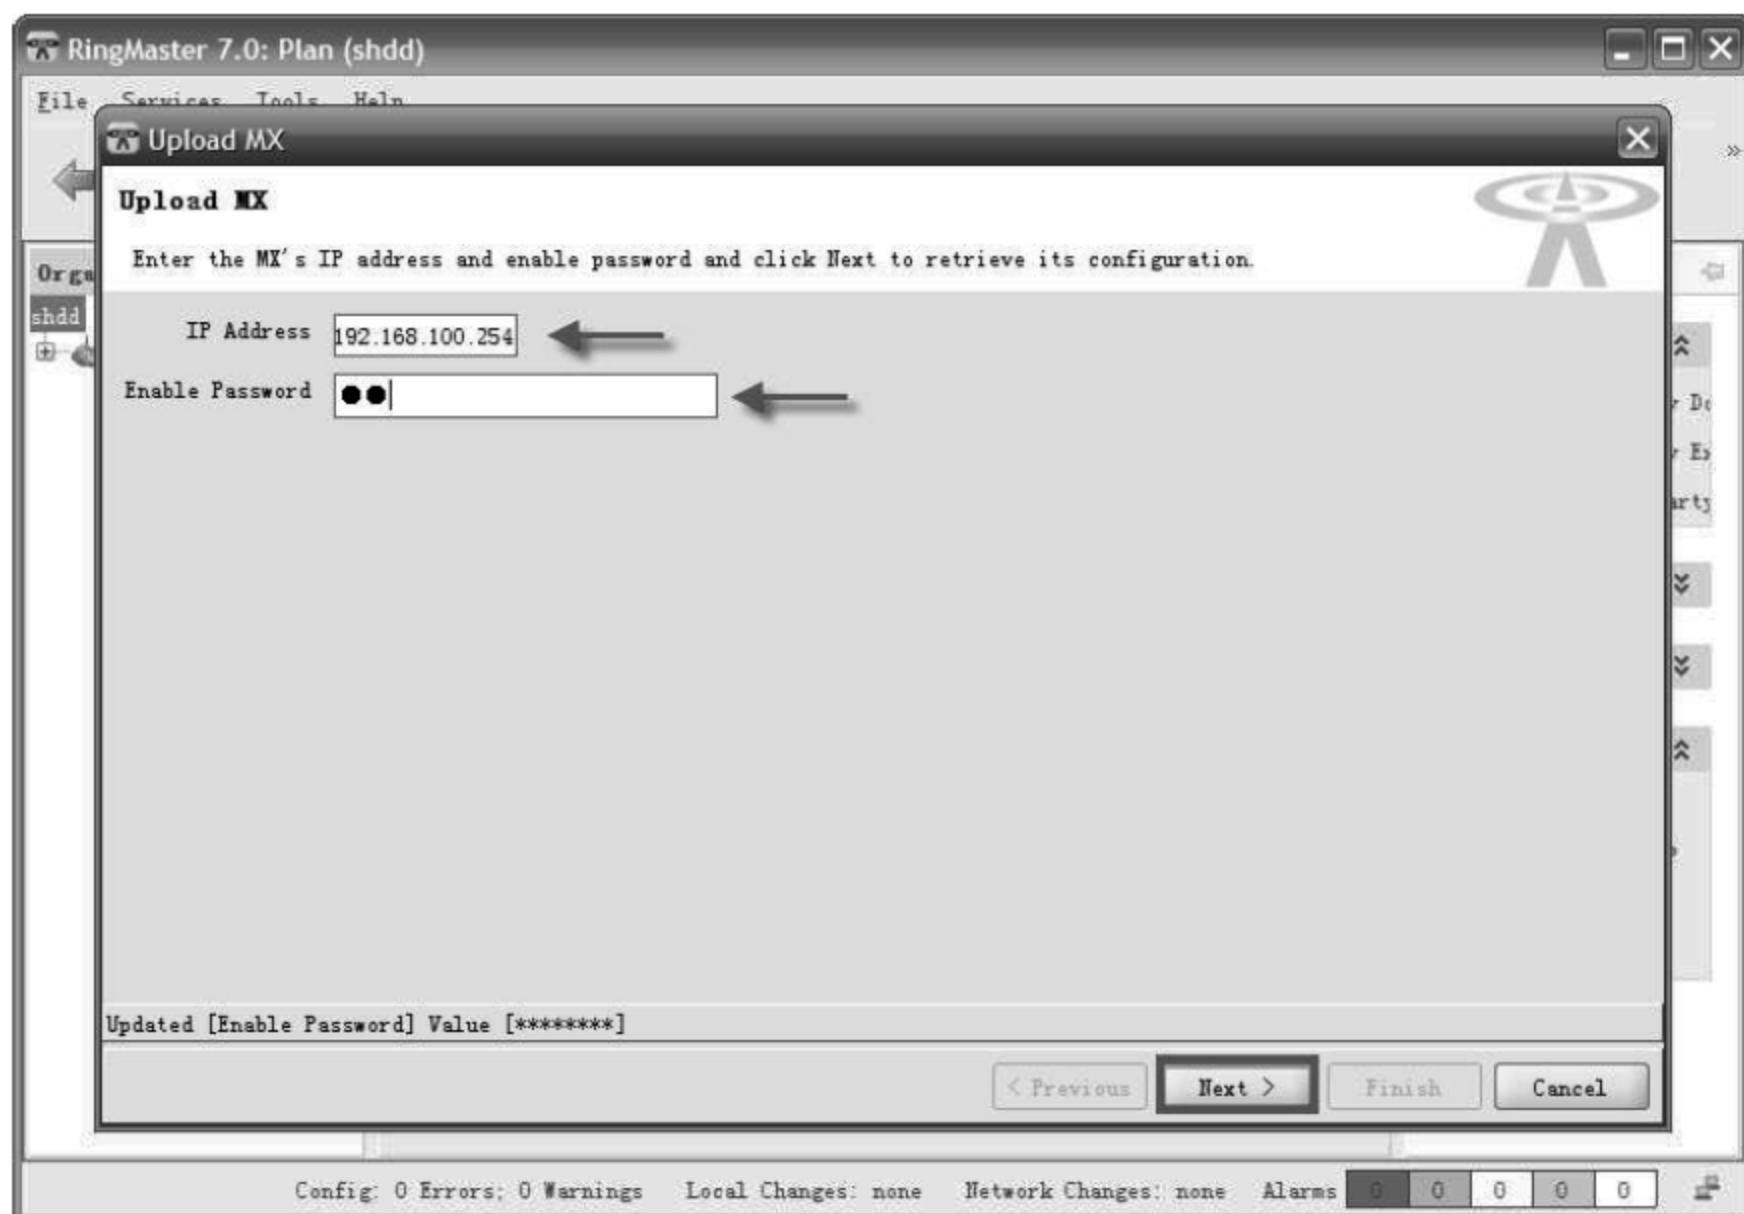 RingMaster 7.0: Plan (shdd)
File Services Tools Help
Upload MX
Upload MX
Enter the MX's IP address and enable password and click Next to retrieve its configuration.
Orga
shdd
IP Address 192.168.100.254
Enable Password ●●
Updated [Enable Password] Value [********]
< Previous Next > Finish Cancel
Config: 0 Errors; 0 Warnings Local Changes: none Network Changes: none Alarms 0 0 0 0 0